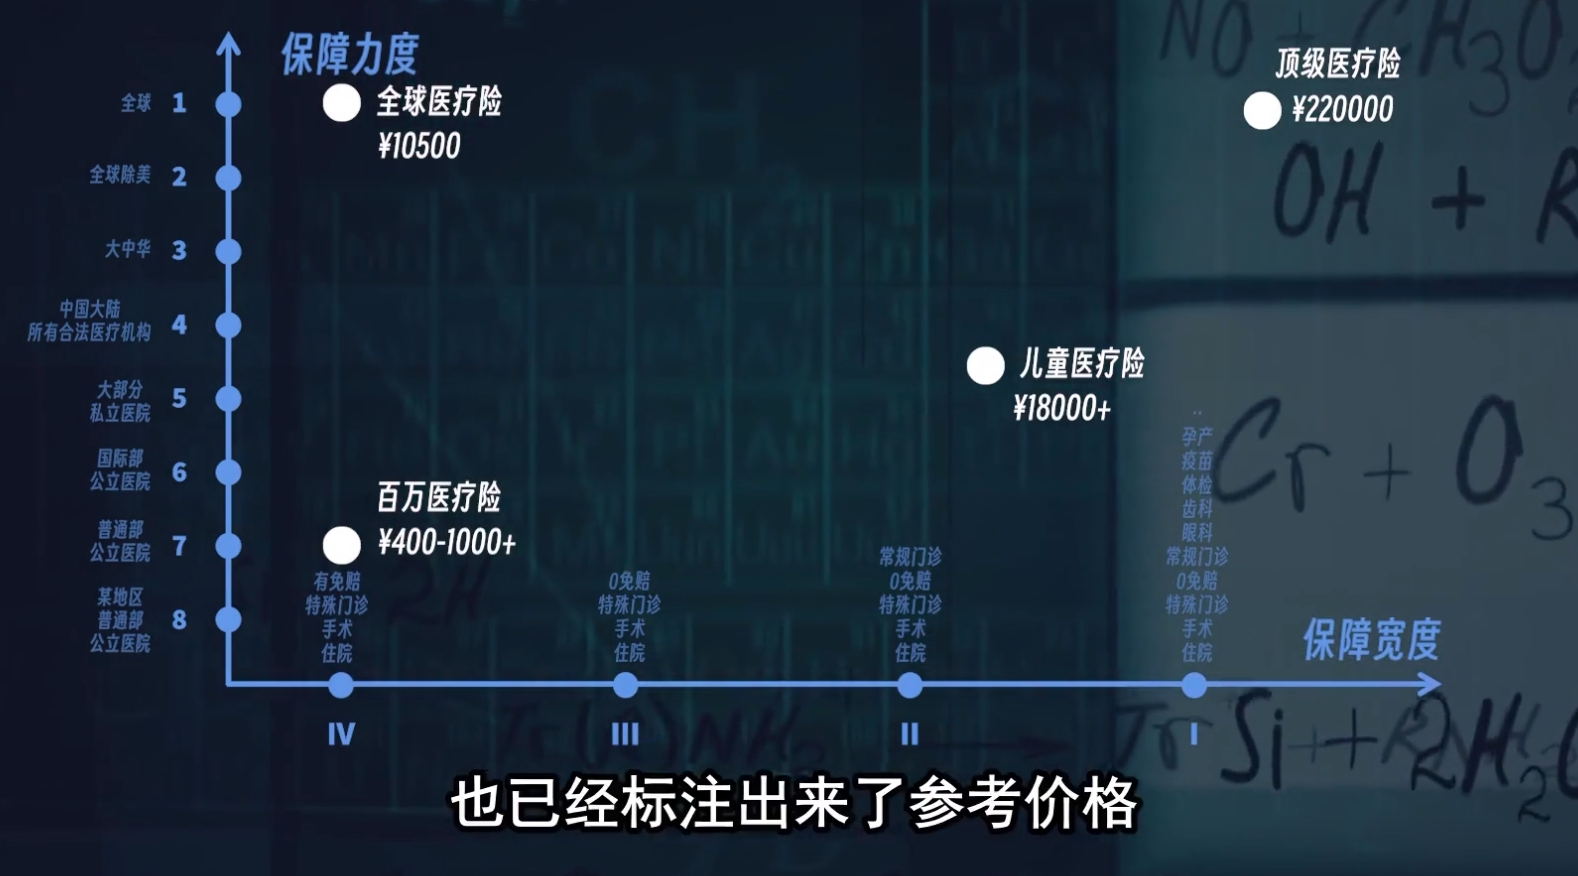 保障力度
全球 1
全球除美 2
大中华 3
中国大陆
所有合法医疗机构 4
大部分
私立医院 5
国际部
公立医院 6
普通部
公立医院 7
某地区
普通部
公立医院 8
全球医疗险
¥10500
顶级医疗险
¥220000
儿童医疗险
¥18000+
百万医疗险
¥400-1000+
有免赔
特殊门诊
手术
住院
IV
0免赔
特殊门诊
手术
住院
III
常规门诊
0免赔
特殊门诊
手术
住院
II
..
孕产
疫苗
体检
齿科
眼科
常规门诊
0免赔
特殊门诊
手术
住院
I
保障宽度
NO + CH3O
OH + R
Cr + O3
Si + 2H2
也已经标注出来了参考价格